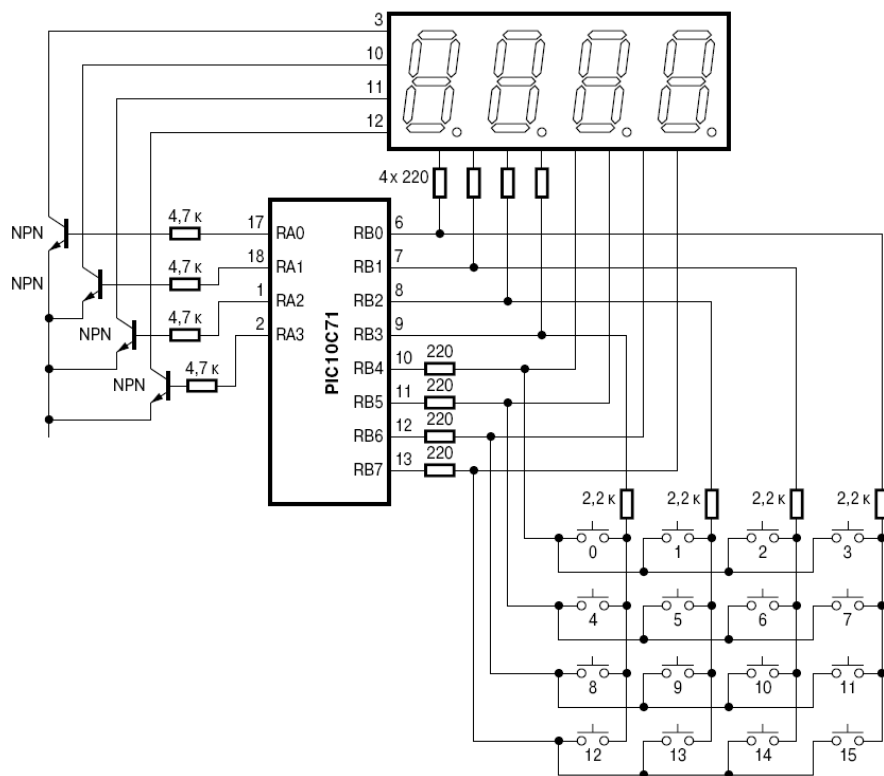 3
10
11
12
4 x 220
NPN 4,7 к 17 RA0 RB0 6
NPN 4,7 к 18 RA1 RB1 7
NPN 4,7 к 1 RA2 RB2 8
NPN 4,7 к 2 RA3 RB3 9
PIC10C71
RB4 10 220
RB5 11 220
RB6 12 220
RB7 13 220
2,2 к 2,2 к 2,2 к 2,2 к
0 1 2 3
4 5 6 7
8 9 10 11
12 13 14 15